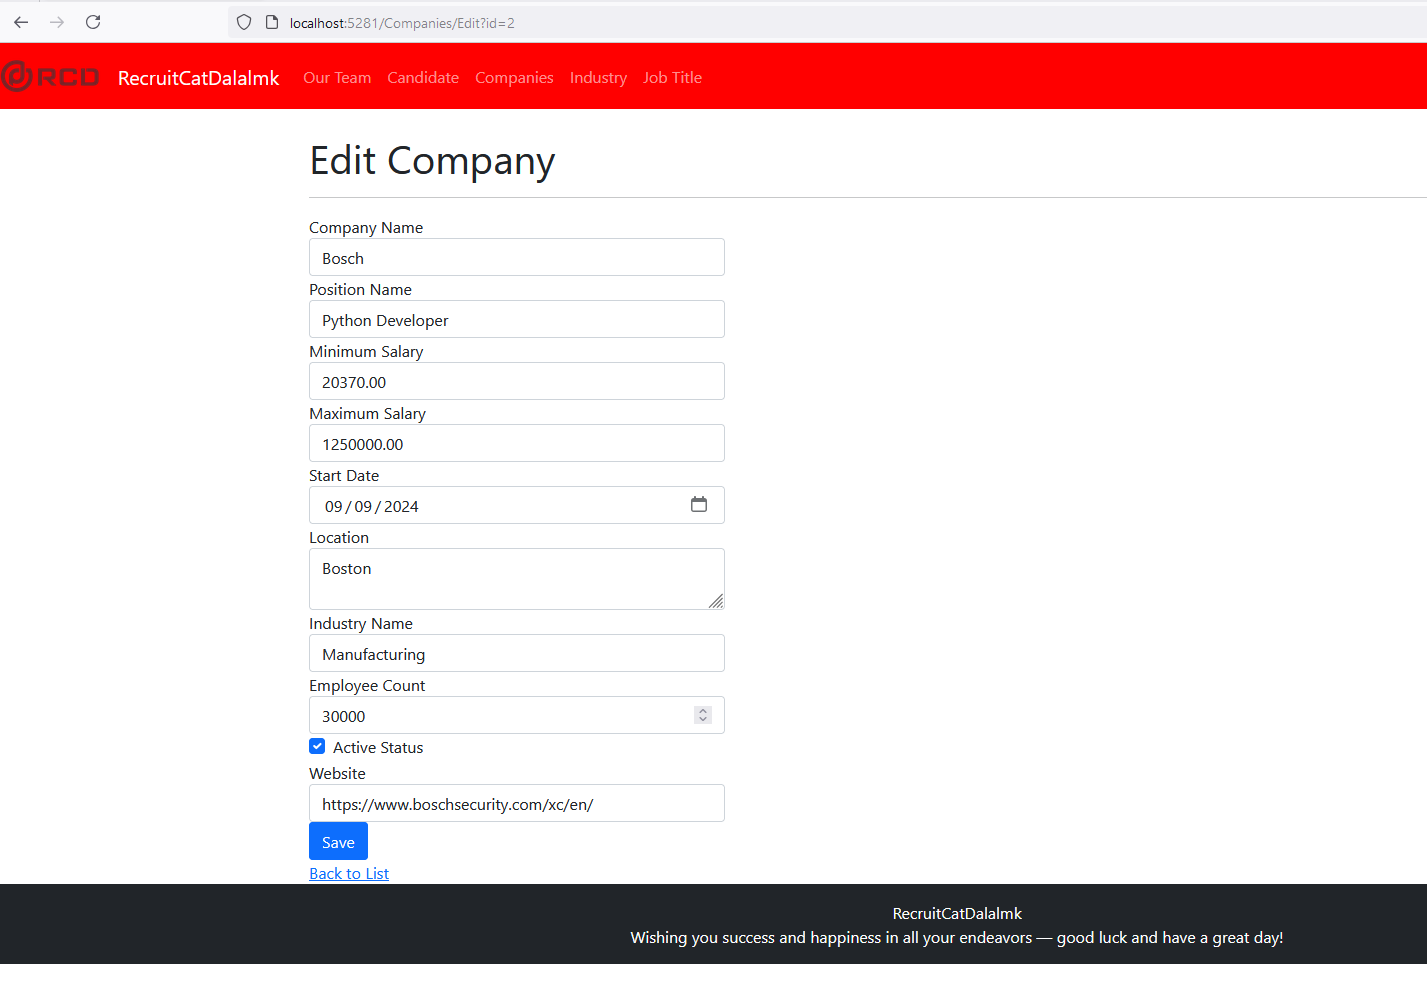 localhost:5281/Companies/Edit?id=2
RCD RecruitCatDalalmk Our Team Candidate Companies Industry Job Title
Edit Company
Company Name
Bosch
Position Name
Python Developer
Minimum Salary
20370.00
Maximum Salary
1250000.00
Start Date
09/09/2024
Location
Boston
Industry Name
Manufacturing
Employee Count
30000
Active Status
Website
https://www.boschsecurity.com/xc/en/
Save
Back to List
RecruitCatDalalmk
Wishing you success and happiness in all your endeavors — good luck and have a great day!